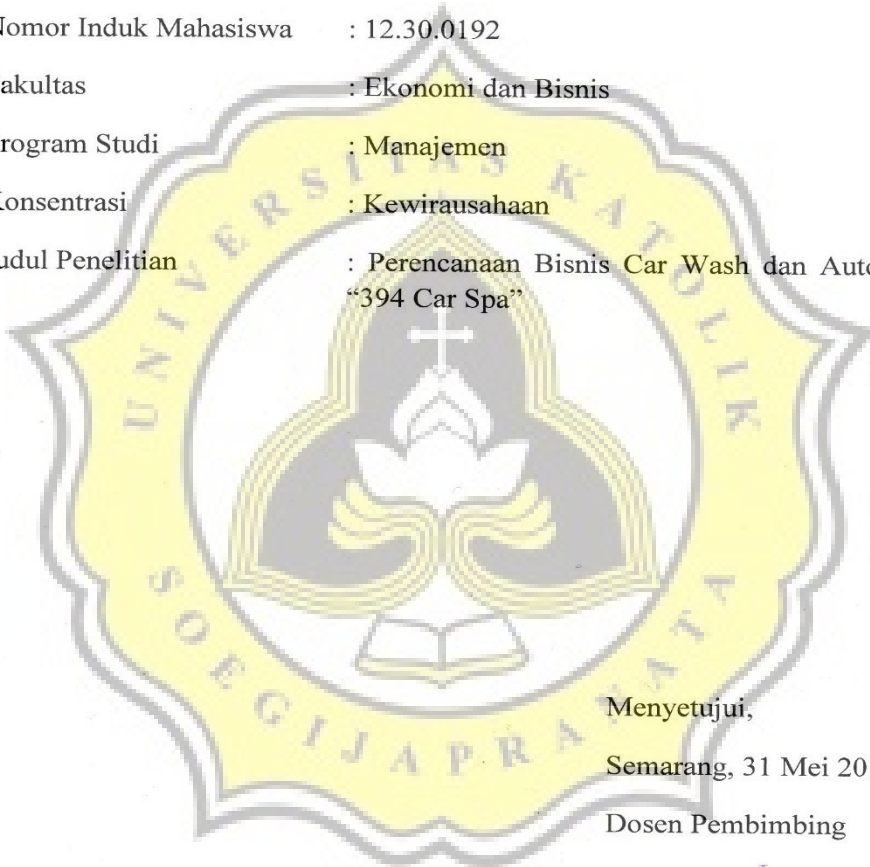 Nomor Induk Mahasiswa : 12.30.0192
akultas : Ekonomi dan Bisnis
rogram Studi : Manajemen
Konsentrasi : Kewirausahaan
udul Penelitian : Perencanaan Bisnis Car Wash dan Auto
“394 Car Spa”
UNIVERSITAS KATOLIK
SOEGIJAPRANATA
Menyetujui,
Semarang, 31 Mei 20
Dosen Pembimbing